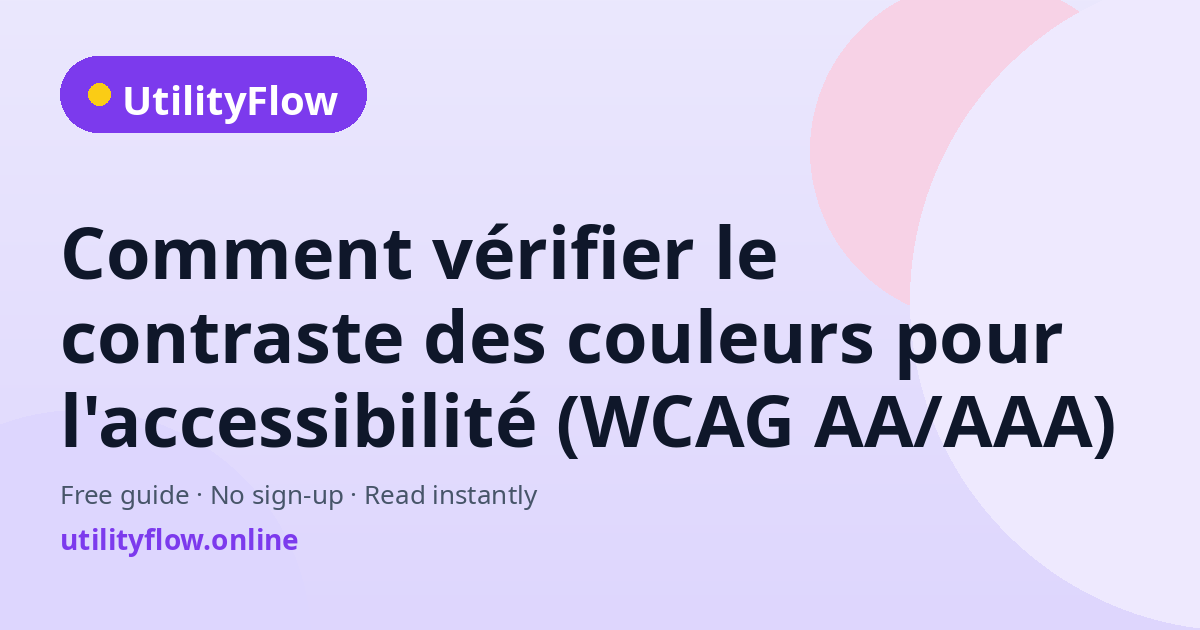 UtilityFlow
Comment vérifier le
contraste des couleurs pour
l'accessibilité (WCAG AA/AAA)
Free guide · No sign-up · Read instantly
utilityflow.online